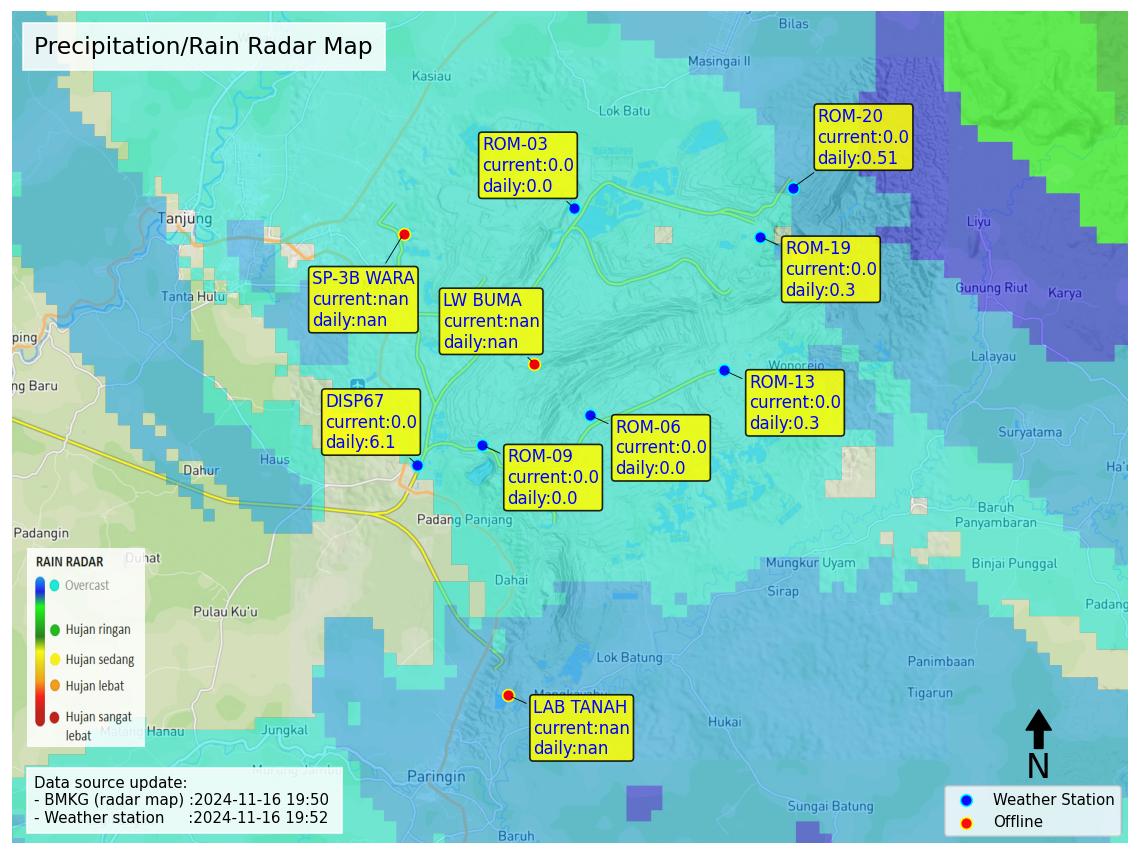 Precipitation/Rain Radar Map
Bilas
Masingai II
Kasiau
Lok Batu
ROM-20
current:0.0
daily:0.51
ROM-03
current:0.0
daily:0.0
Tanjung
Liyu
ROM-19
current:0.0
daily:0.3
SP-3B WARA
current:nan
daily:nan
Tanta Hulu
LW BUMA
current:nan
daily:nan
Gunung Riut
Karya
ping
Lalayau
Wonorejo
ng Baru
ROM-13
current:0.0
daily:0.3
DISP67
current:0.0
daily:6.1
ROM-06
current:0.0
daily:0.0
Suryatama
ROM-09
current:0.0
daily:0.0
Haus
Dahur
Baruh
Panyambaran
Padang Panjang
Padangin
Duhat
Mungkur Uyam
Binjai Punggal
Dahai
Sirap
Padang
Pulau Ku'u
RAIN RADAR
Overcast
Hujan ringan
Hujan sedang
Hujan lebat
Hujan sangat
lebat
Lok Batung
Panimbaan
Tigarun
LAB TANAH
current:nan
daily:nan
Hukai
Hanau
Jungkal
Paringin
Sungai Batung
Baruh
Data source update:
- BMKG (radar map) :2024-11-16 19:50
- Weather station :2024-11-16 19:52
N
Weather Station
Offline